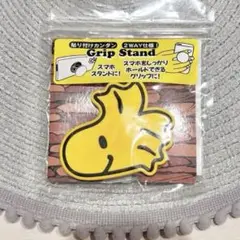 貼り付けカンタン 2WAY仕様!
Grip Stand
スマホ
スタンドに!
スマホをしっかり
ホールドできる
グリップに!